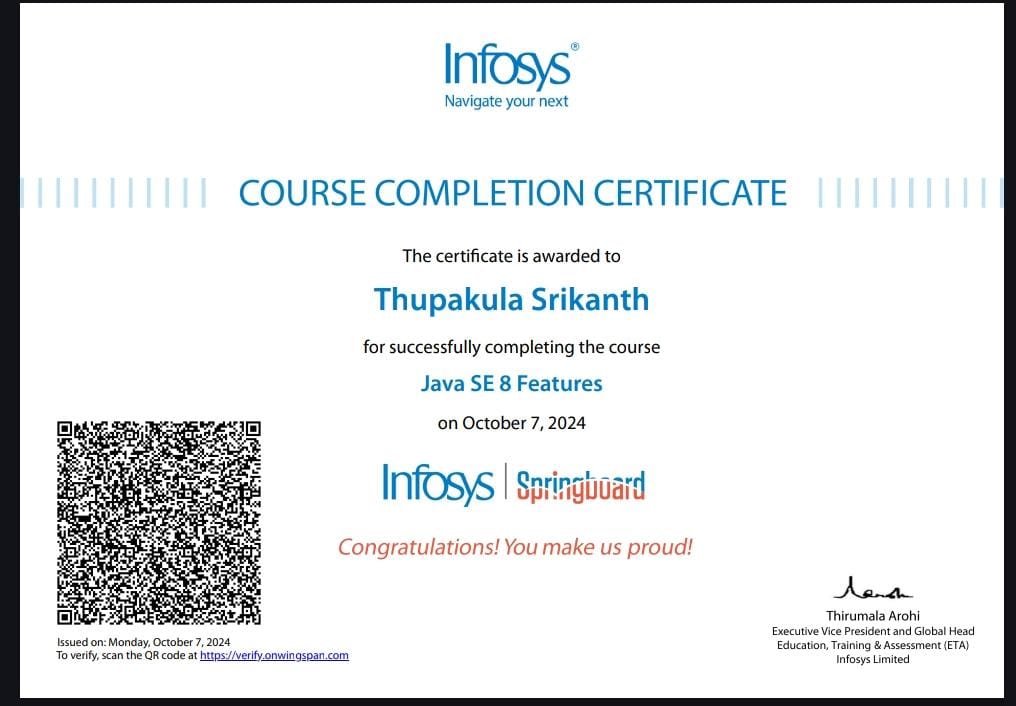 Infosys®
Navigate your next
COURSE COMPLETION CERTIFICATE
The certificate is awarded to
Thupakula Srikanth
for successfully completing the course
Java SE 8 Features
on October 7, 2024
Infosys | Springboard
Congratulations! You make us proud!
Issued on: Monday, October 7, 2024
To verify, scan the QR code at https://verify.onwingspan.com
Thirumala Arohi
Executive Vice President and Global Head
Education, Training & Assessment (ETA)
Infosys Limited